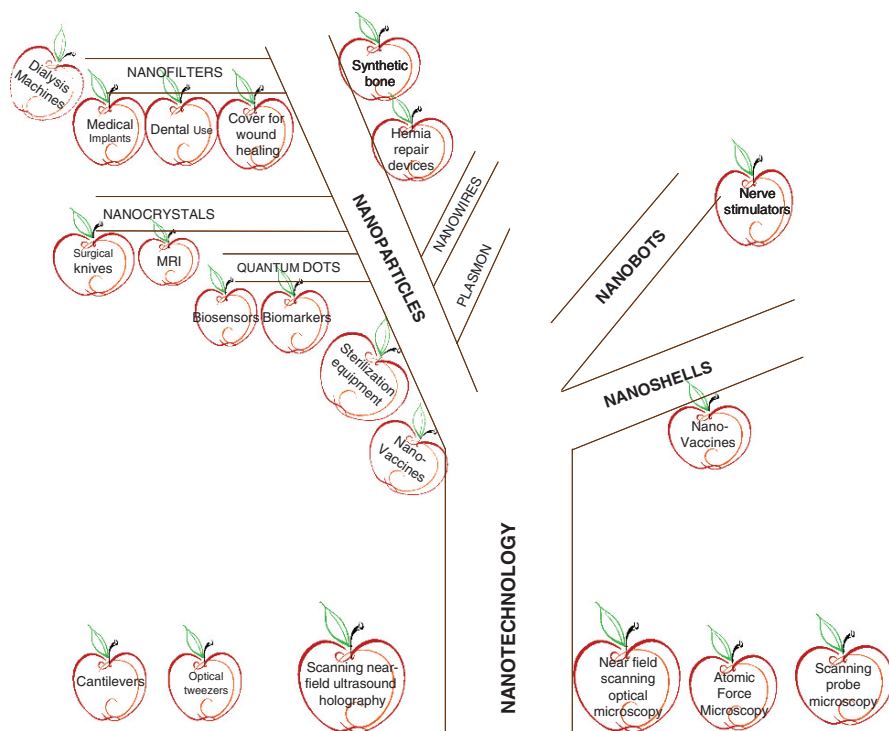 Synthetic
bone
Dialysis
Machines
NANOFILTERS
Medical
Implants
Dental Use
Cover for
wound
healing
Hernia
repair
devices
NANOWIRES
Nerve
stimulators
NANOCRYSTALS
NANOPARTICLES
NANOBOTS
Surgical
knives
MRI
QUANTUM DOTS
PLASMON
Biosensors
Biomarkers
Sterilization
equipment
NANOSHELLS
Nano-
Vaccines
Nano-
Vaccines
NANOTECHNOLOGY
Cantilevers
Optical
tweezers
Scanning near-
field ultrasound
holography
Near field
scanning
optical
microscopy
Atomic
Force
Microscopy
Scanning
probe
microscopy